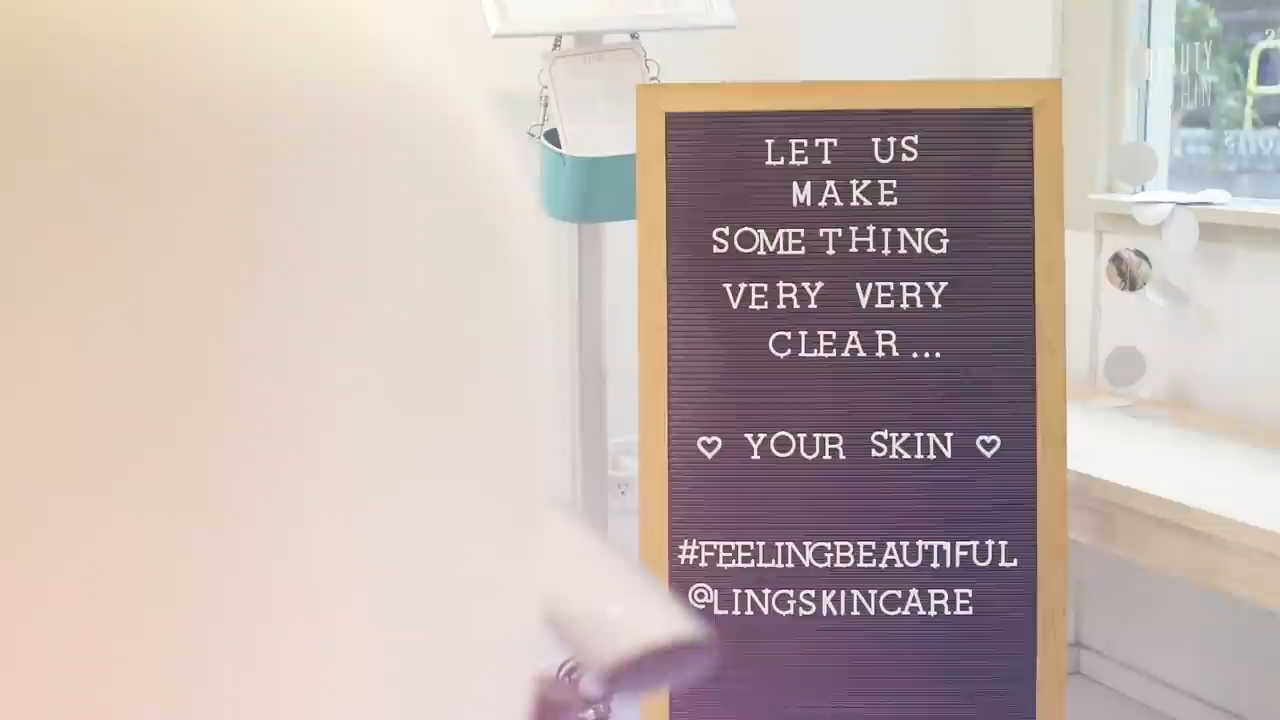 LET US
MAKE
SOMETHING
VERY VERY
CLEAR...
♡ YOUR SKIN ♡
#FEELINGBEAUTIFUL
@LINGSKINCARE